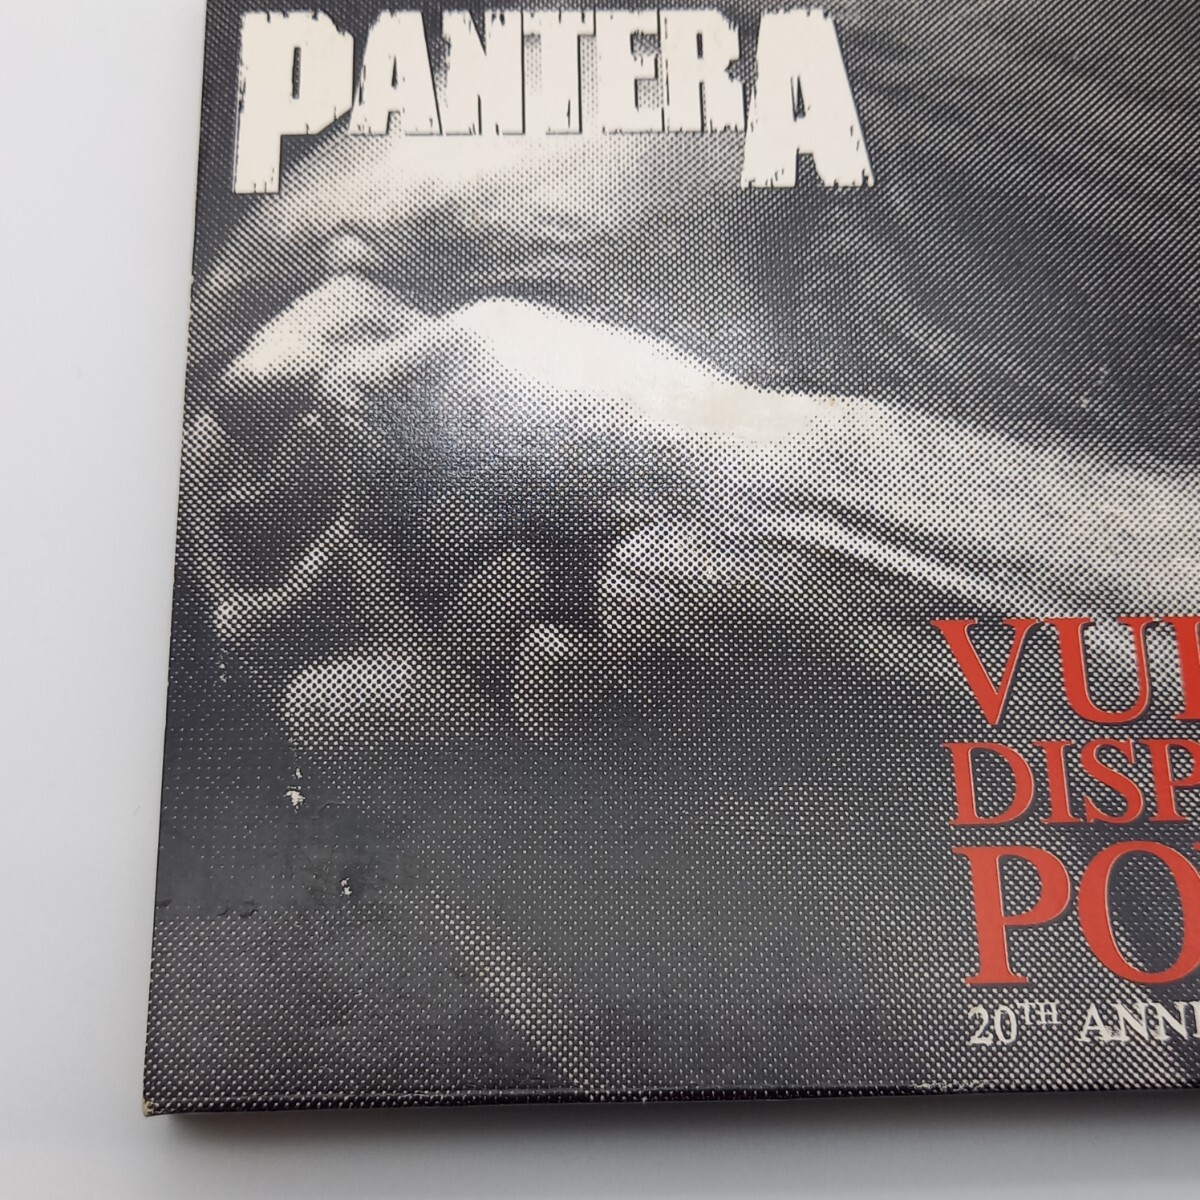 PANTERA
VUL
DISP
PO
20TH ANNI